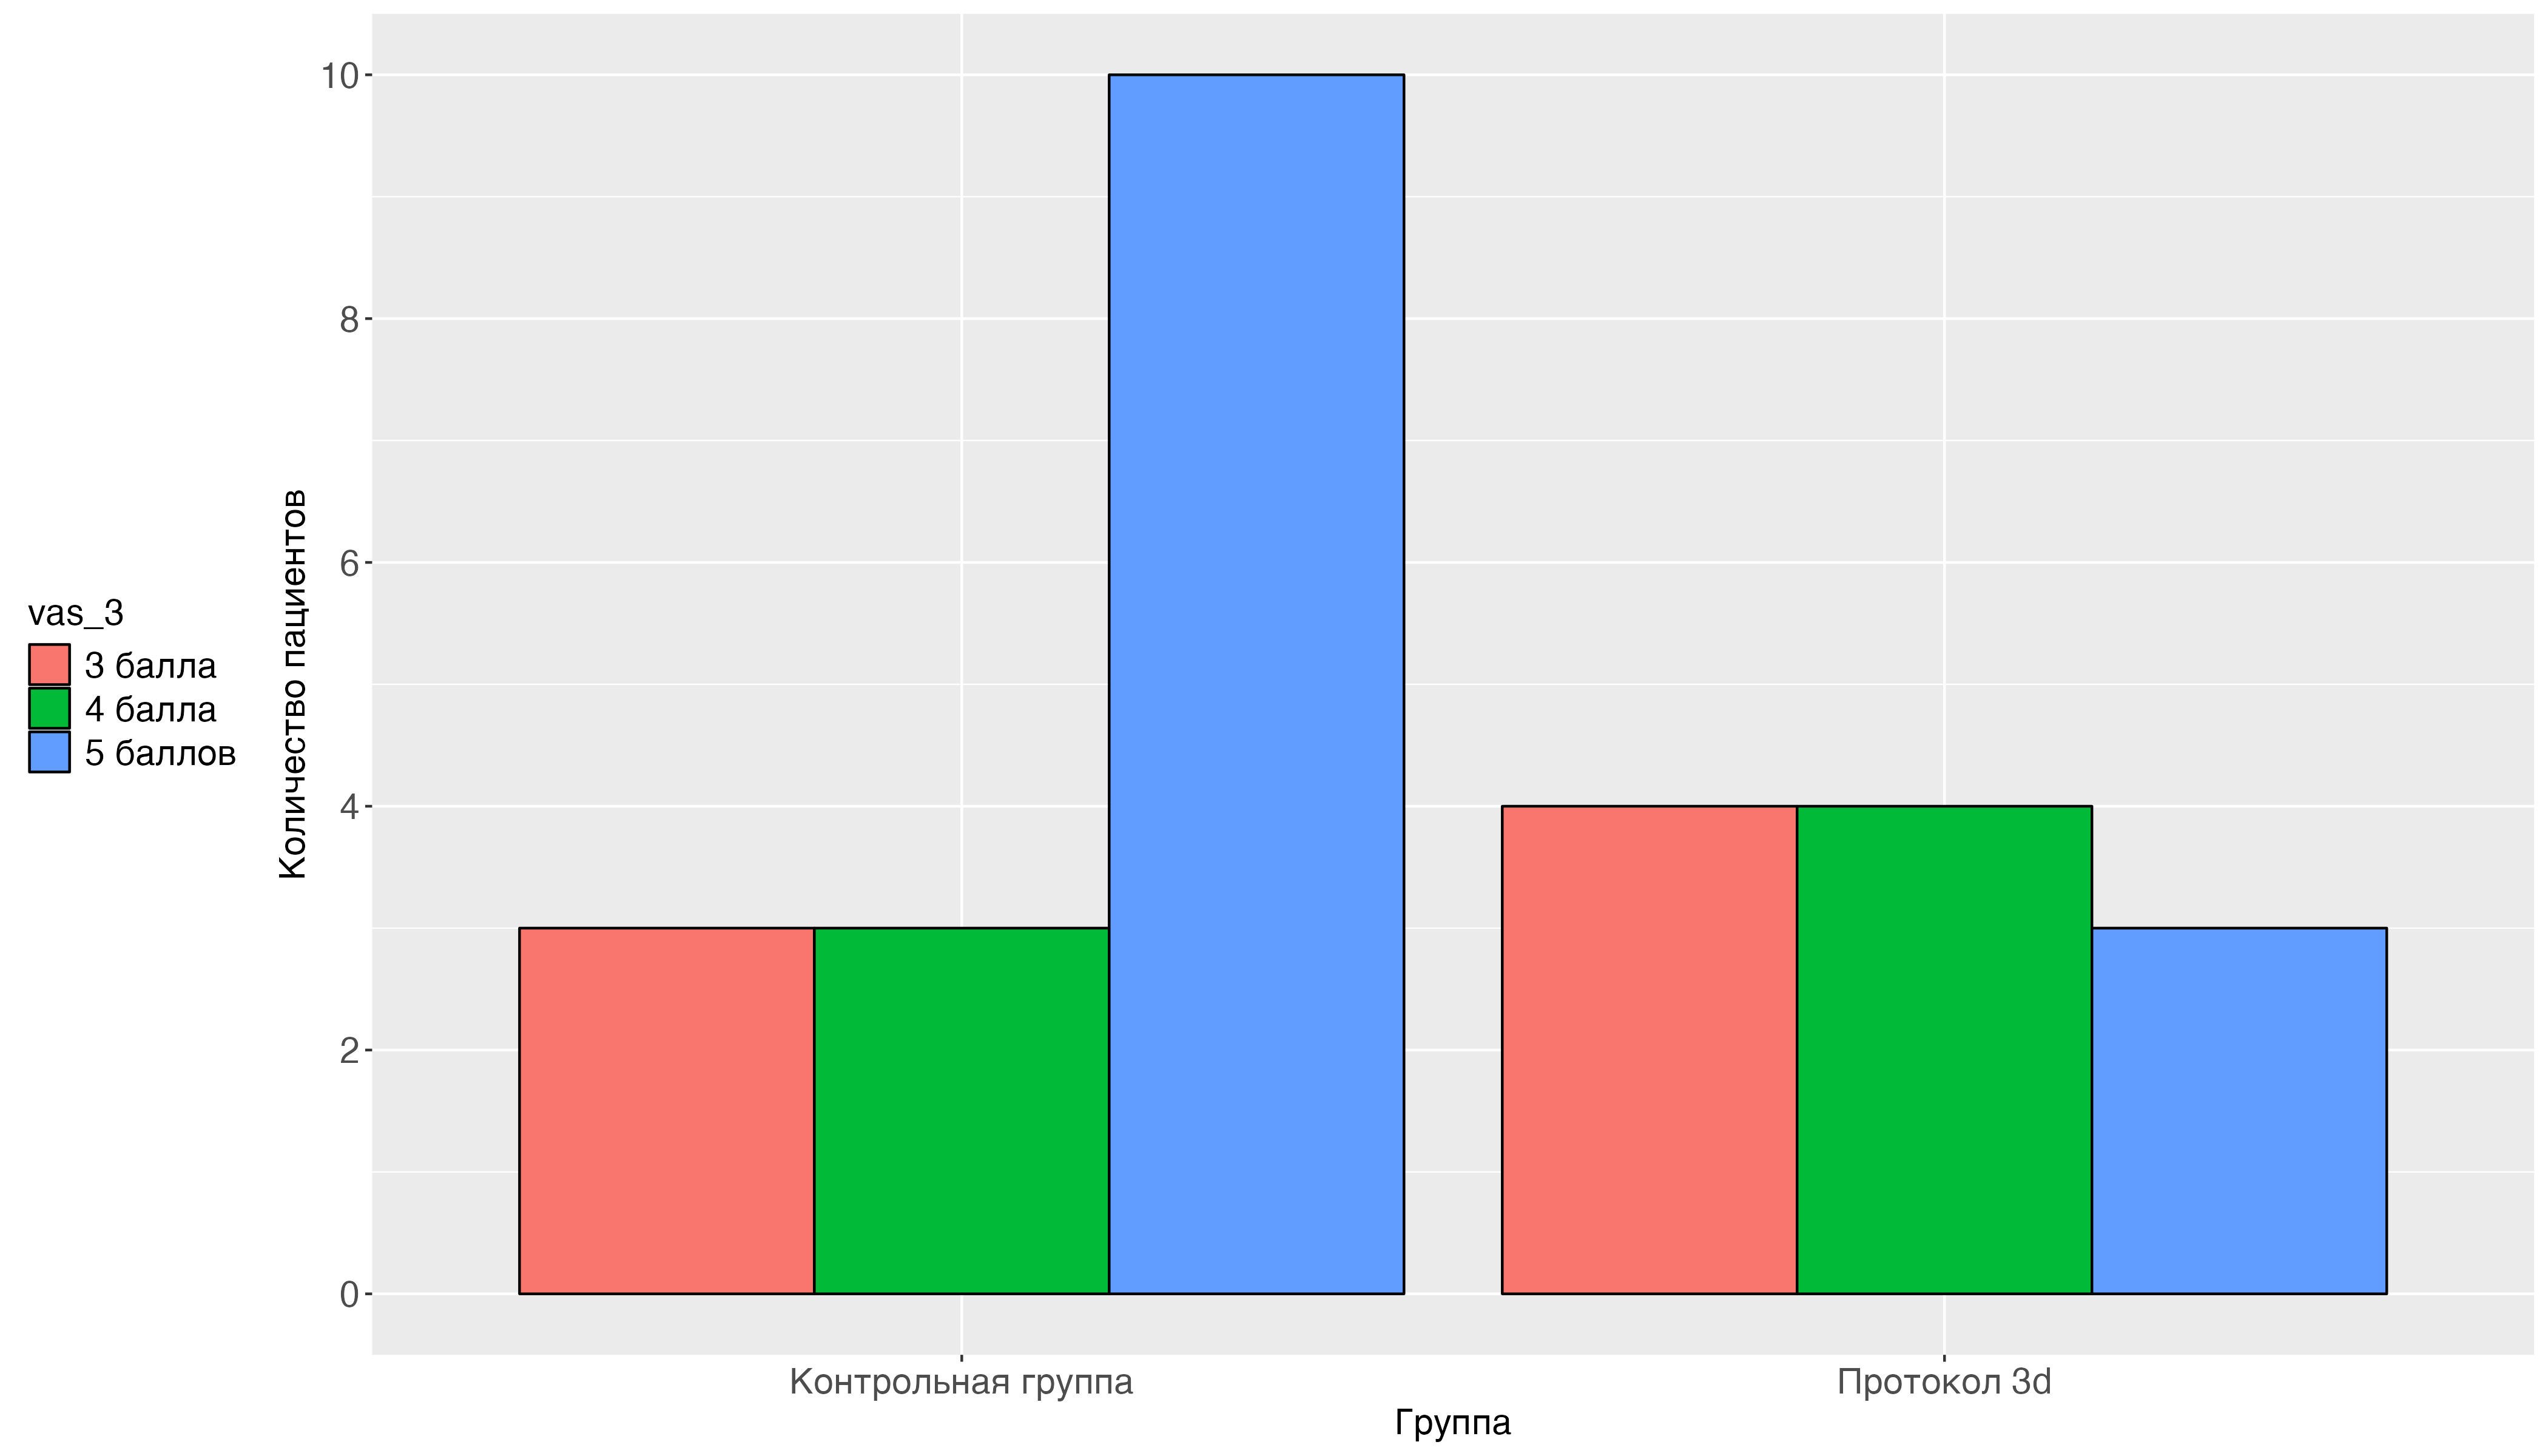 vas_3
3 балла
4 балла
5 баллов
Количество пациентов
10
8
6
4
2
0
Контрольная группа
Протокол 3d
Группа